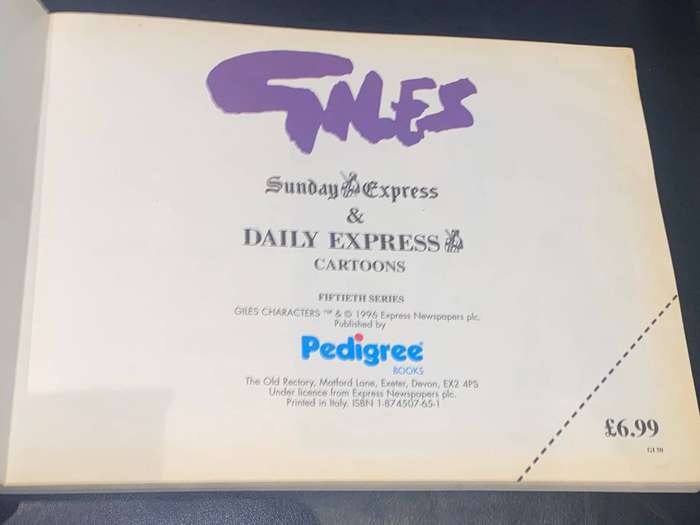 GILES
Sunday Express
&
DAILY EXPRESS
CARTOONS
FIFTIETH SERIES
GILES CHARACTERS ™ & © 1996 Express Newspapers plc.
Published by
Pedigree
BOOKS
The Old Rectory, Matford Lane, Exeter, Devon, EX2 4PS
Under licence from Express Newspapers plc.
Printed in Italy. ISBN 1-874507-65-1
£6.99
GI 50